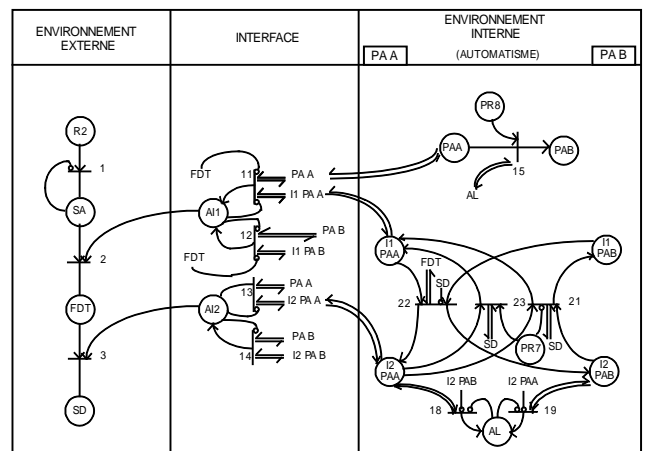 ENVIRONNEMENT
EXTERNE
INTERFACE
ENVIRONNEMENT
INTERNE
(AUTOMATISME)
PA A
PA B
R2
1
SA
2
FDT
3
SD
FDT
11
PA A
I1 PA A
AI1
12
PA B
I1 PA B
FDT
13
PA A
I2 PA A
AI2
14
PA B
I2 PA B
PR8
PAA
PAB
15
AL
I1
PAA
I1
PAB
FDT
SD
22
23
21
SD
PR7
SD
I2
PAA
I2
PAB
I2 PAB
I2 PAA
18
19
AL